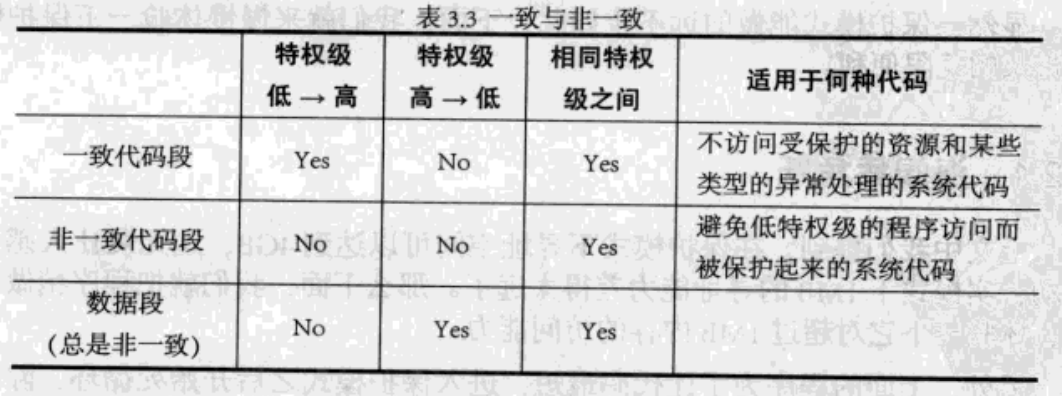 表 3.3 一致与非一致
特权级 低 → 高 特权级 高 → 低 相同特权 级之间 适用于何种代码
一致代码段 Yes No Yes 不访问受保护的资源和某些
类型的异常处理的系统代码
非一致代码段 No No Yes 避免低特权级的程序访问而
被保护起来的系统代码
数据段
(总是非一致) No Yes Yes